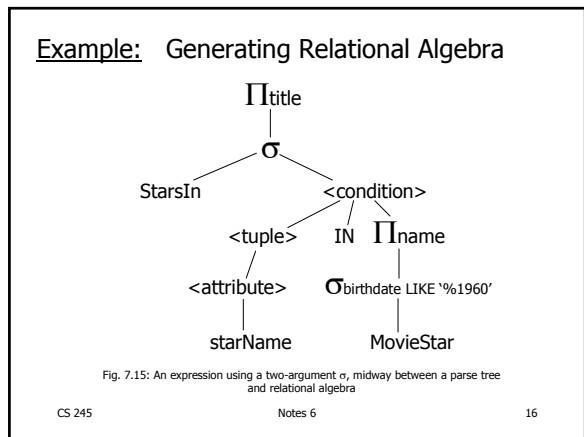 Example: Generating Relational Algebra
Πtitle
σ
StarsIn <condition>
<tuple> IN Πname
<attribute> σbirthdate LIKE ‘%1960’
starName MovieStar
Fig. 7.15: An expression using a two-argument σ, midway between a parse tree
and relational algebra
CS 245 Notes 6 16